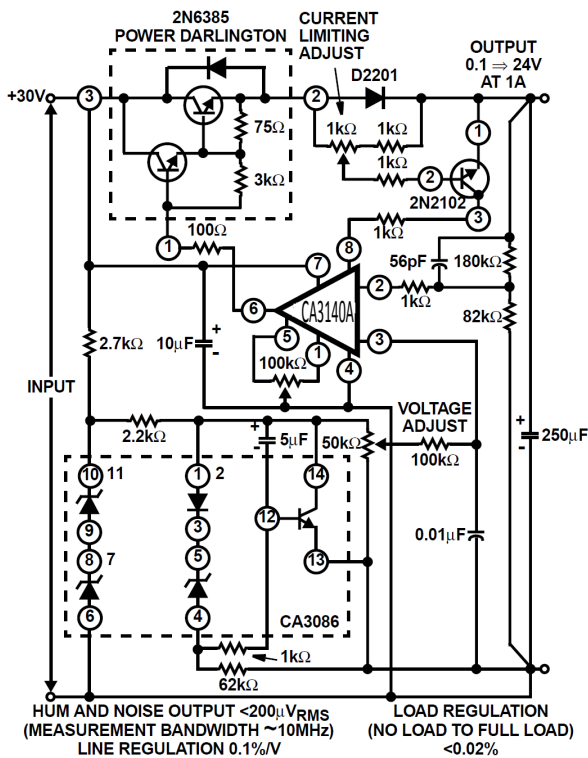 2N6385
POWER DARLINGTON
CURRENT
LIMITING
ADJUST
D2201
OUTPUT
0.1 ⇒ 24V
AT 1A
+30V
3
2
1
75Ω
3kΩ
1kΩ
1kΩ
1kΩ
2
2N2102
3
1
100Ω
1kΩ
8
7
56pF
180kΩ
6
CA3140A
2
1kΩ
82kΩ
5
1
4
3
2.7kΩ
10μF
+
-
100kΩ
INPUT
VOLTAGE
ADJUST
2.2kΩ
+
-
5μF
50kΩ
100kΩ
+
-
250μF
10
11
1
2
14
9
3
12
8
7
5
13
0.01μF
6
4
CA3086
1kΩ
62kΩ
HUM AND NOISE OUTPUT <200μVRMS
(MEASUREMENT BANDWIDTH ~10MHz)
LINE REGULATION 0.1%/V
LOAD REGULATION
(NO LOAD TO FULL LOAD)
<0.02%